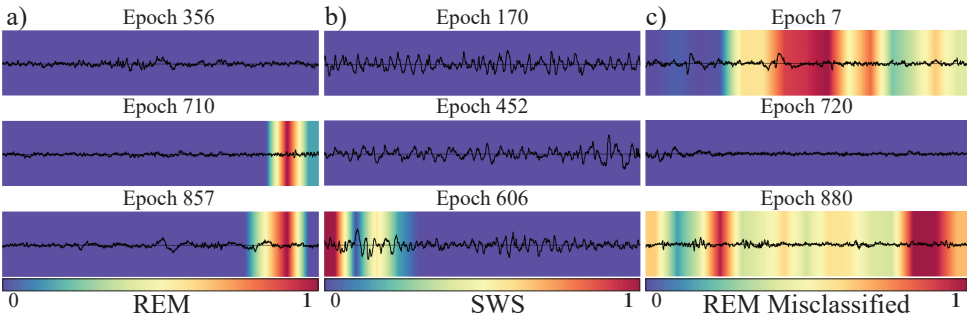 a) Epoch 356 b) Epoch 170 c) Epoch 7
Epoch 710 Epoch 452 Epoch 720
Epoch 857 Epoch 606 Epoch 880
0 REM 1 0 SWS 1 0 REM Misclassified 1